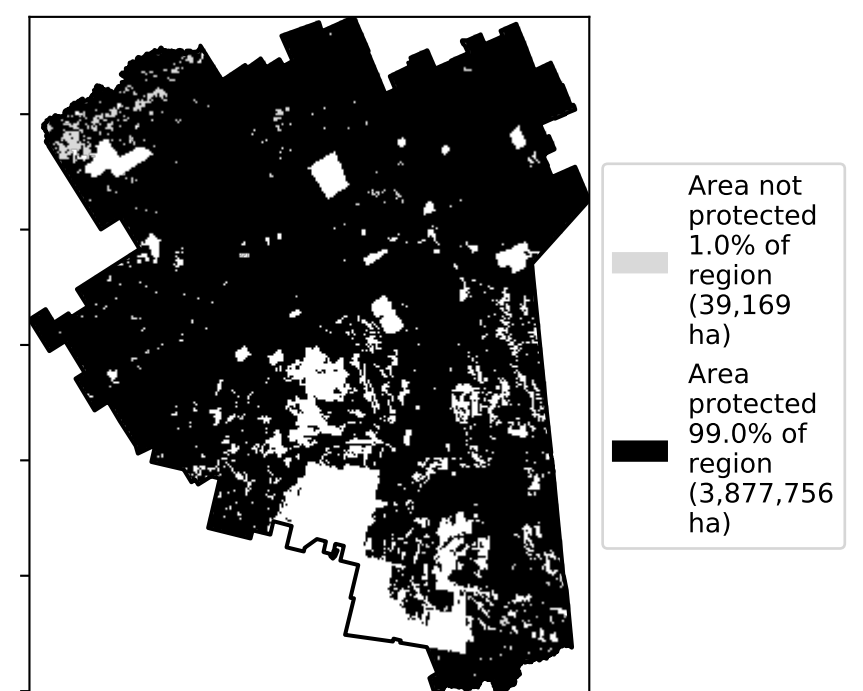 Area not
protected
1.0% of
region
(39,169
ha)
Area
protected
99.0% of
region
(3,877,756
ha)